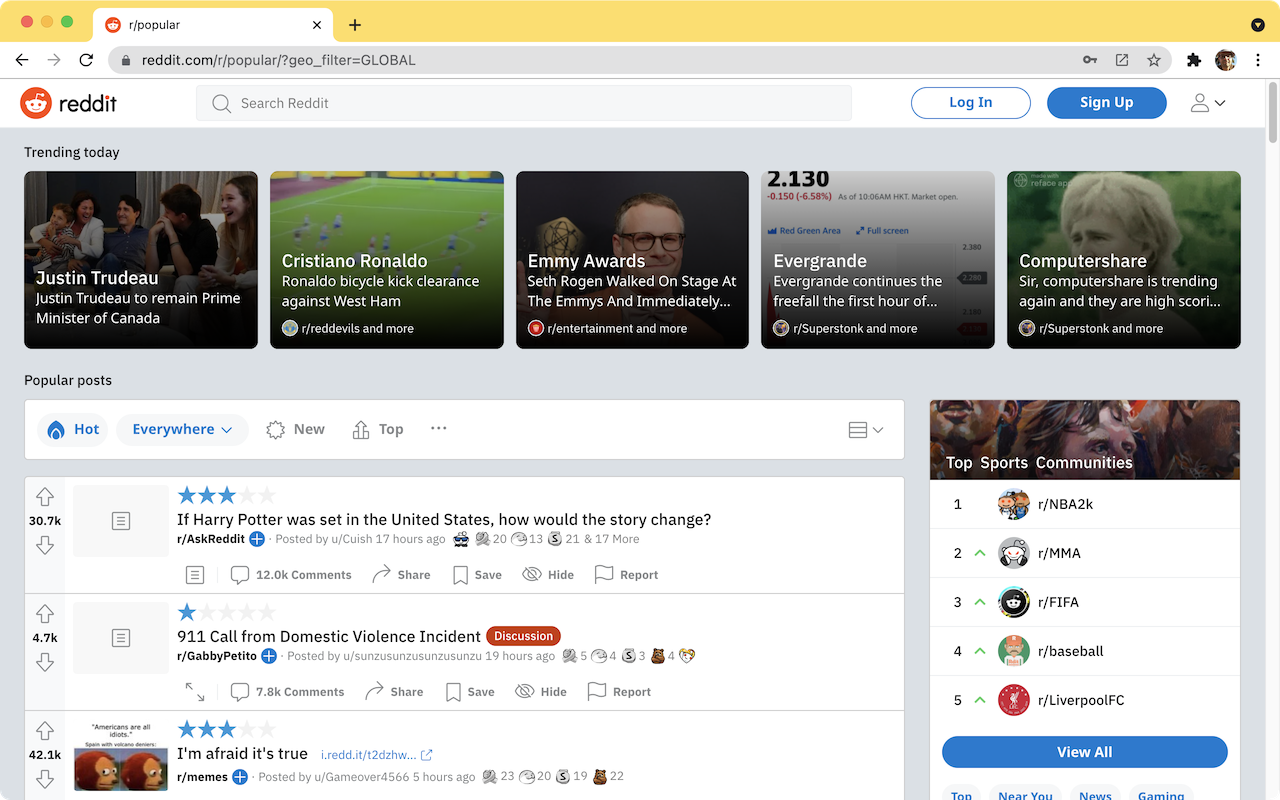 r/popular
reddit.com/r/popular/?geo_filter=GLOBAL
reddit
Search Reddit
Log In
Sign Up
Trending today
Justin Trudeau
Justin Trudeau to remain Prime
Minister of Canada
Cristiano Ronaldo
Ronaldo bicycle kick clearance
against West Ham
r/reddevils and more
Emmy Awards
Seth Rogen Walked On Stage At
The Emmys And Immediately...
r/entertainment and more
2.130
-0.150 (-6.58%) As of 10:06AM HKT. Market open.
Red Green Area Full screen
2.380
2.280
2.180
Evergrande
Evergrande continues the
freefall the first hour of...
r/Superstonk and more
made with
reface app
Computershare
Sir, computershare is trending
again and they are high scori...
r/Superstonk and more
Popular posts
Hot
Everywhere
New
Top
30.7k
If Harry Potter was set in the United States, how would the story change?
r/AskReddit · Posted by u/Cuish 17 hours ago 20 13 S 21 & 17 More
12.0k Comments Share Save Hide Report
4.7k
911 Call from Domestic Violence Incident Discussion
r/GabbyPetito · Posted by u/sunzusunzusunzusunzu 19 hours ago 5 4 S 3 4
7.8k Comments Share Save Hide Report
42.1k
"Americans are all
idiots."
Spain with volcano deniers:
I'm afraid it's true i.redd.it/t2dzhw...
r/memes · Posted by u/Gameover4566 5 hours ago 23 20 S 19 22
Top Sports Communities
1 r/NBA2k
2 r/MMA
3 r/FIFA
4 r/baseball
5 r/LiverpoolFC
View All
Top Near You News Gaming